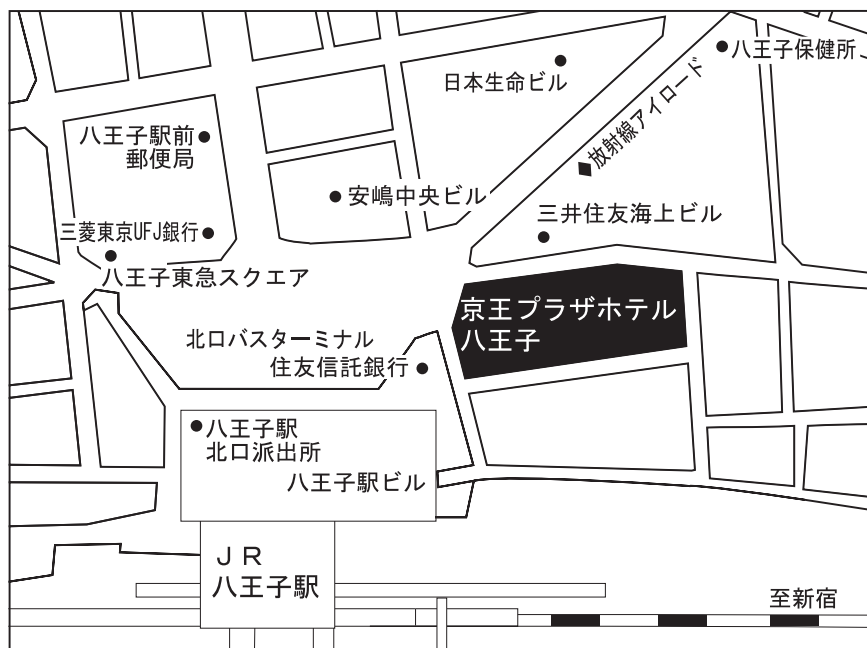 八王子保健所
日本生命ビル
放射線アイロード
八王子駅前
郵便局
安嶋中央ビル
三井住友海上ビル
三菱東京UFJ銀行
八王子東急スクエア
京王プラザホテル
八王子
北口バスターミナル
住友信託銀行
八王子駅
北口派出所
八王子駅ビル
JR
八王子駅
至新宿